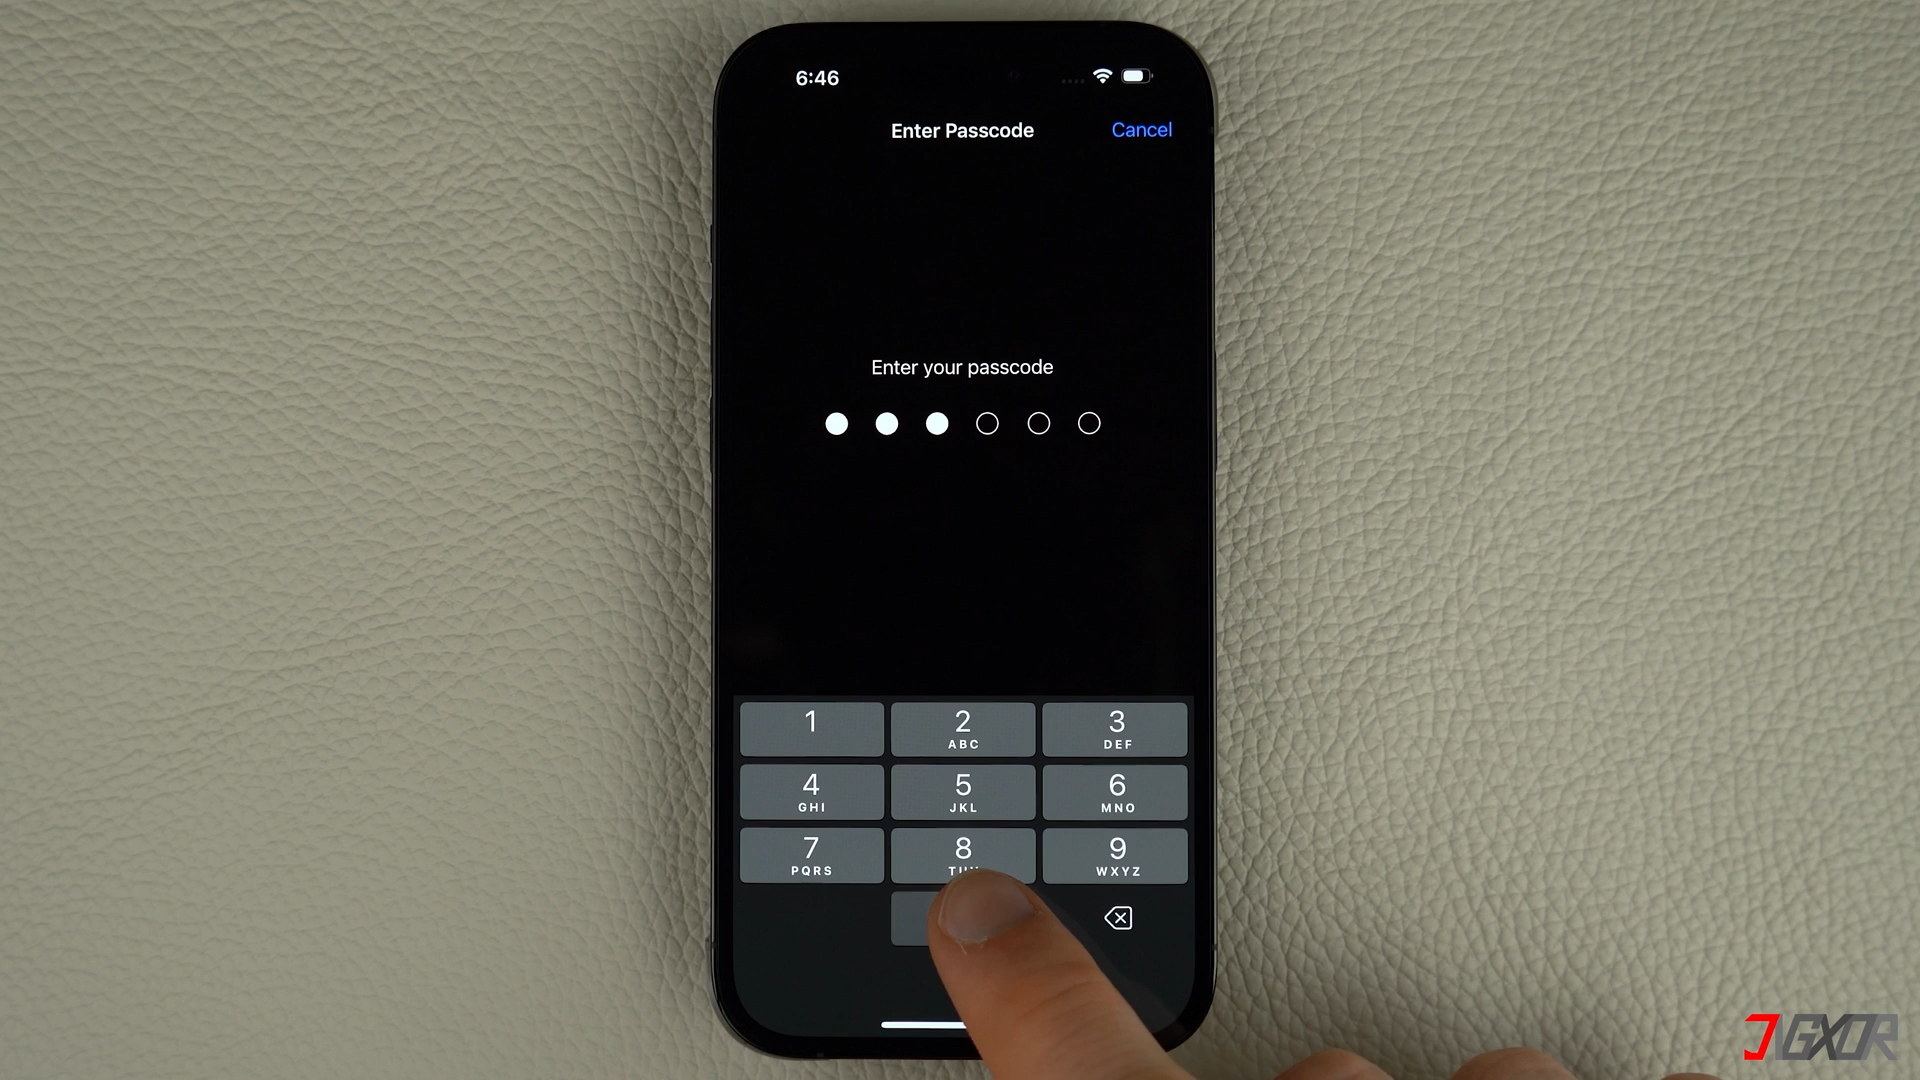 6:46
Enter Passcode
Cancel
Enter your passcode
1
2
ABC
3
DEF
4
GHI
5
JKL
6
MNO
7
PQRS
8
9
WXYZ
JIGXOR